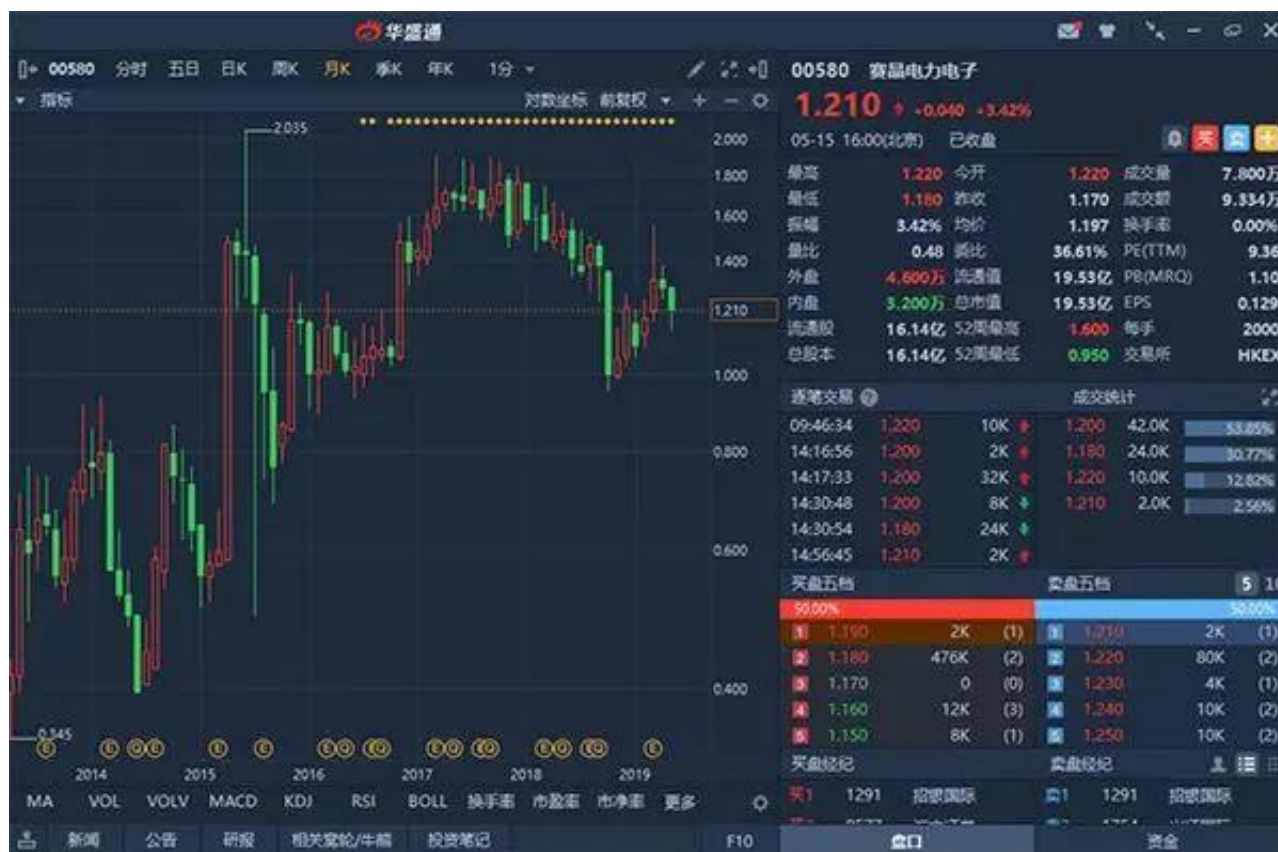 华盛通
00580 分时 五日 日K 周K 月K 季K 年K 1分
指标 对数坐标 前复权
2.035
2.000
1.800
1.600
1.400
1.210
1.000
0.800
0.600
0.400
0.345
E E Q E E E E Q Q E Q Q E Q Q E
2014 2015 2016 2017 2018 2019
MA VOL VOLV MACD KDJ RSI BOLL 换手率 市盈率 市净率 更多
新闻 公告 研报 相关窝轮/牛熊 投资笔记 F10
00580 赛晶电力电子
1.210 +0.040 +3.42%
05-15 16:00(北京) 已收盘 买 卖
最高 1.220 今开 1.220 成交量 7.800万
最低 1.180 昨收 1.170 成交额 9.334万
振幅 3.42% 均价 1.197 换手率 0.00%
量比 0.48 委比 36.61% PE(TTM) 9.36
外盘 4.600万 流通值 19.53亿 PB(MRQ) 1.10
内盘 3.200万 总市值 19.53亿 EPS 0.129
流通股 16.14亿 52周最高 1.600 每手 2000
总股本 16.14亿 52周最低 0.950 交易所 HKEX
逐笔交易 ? 成交统计
09:46:34 1.220 10K 1.200 42.0K 53.85%
14:16:56 1.200 2K 1.180 24.0K 30.77%
14:17:33 1.200 32K 1.220 10.0K 12.82%
14:30:48 1.200 8K 1.210 2.0K 2.56%
14:30:54 1.180 24K
14:56:45 1.210 2K
买盘五档 卖盘五档 5
50.00% 50.00%
1 1.190 2K (1) 1 1.210 2K (1)
2 1.180 476K (2) 2 1.220 80K (2)
3 1.170 0 (0) 3 1.230 4K (1)
4 1.160 12K (3) 4 1.240 10K (2)
5 1.150 8K (1) 5 1.250 10K (2)
买盘经纪 卖盘经纪
买1 1291 招银国际 卖1 1291 招银国际
盘口 资金